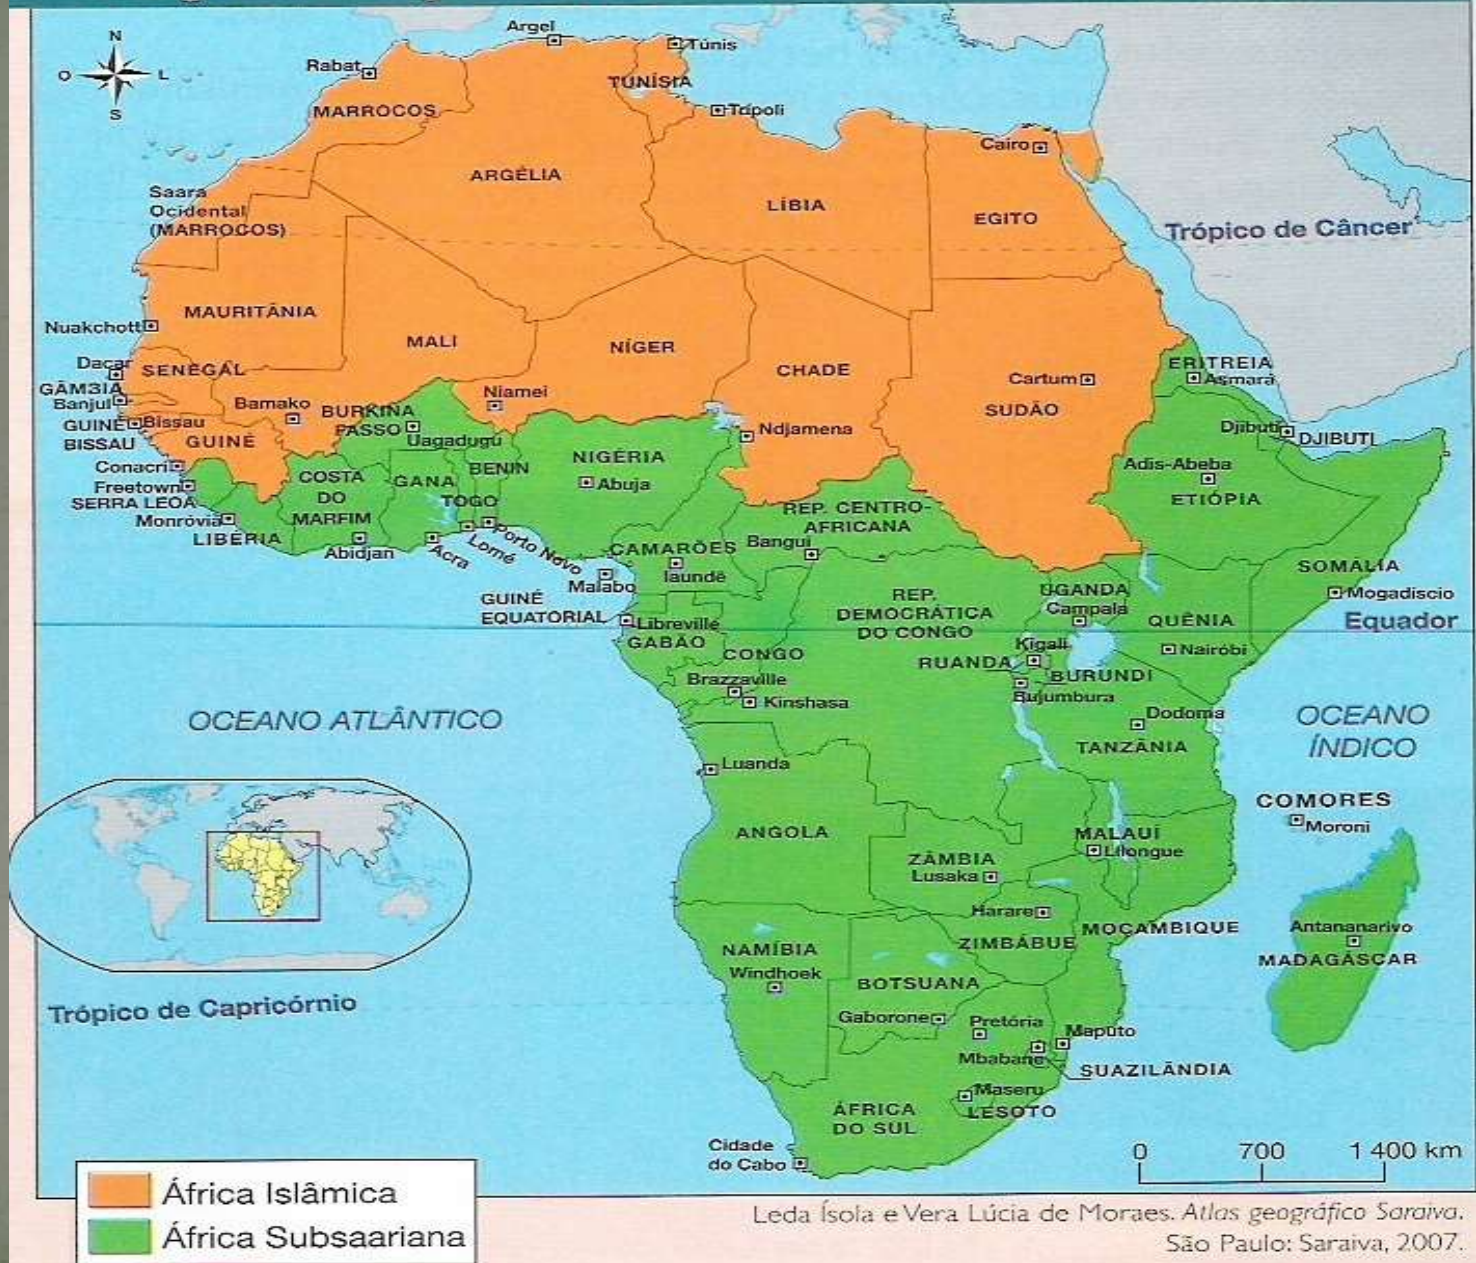 N
O
L
S
Argel
Túnis
Rabat
TUNÍSIA
MARROCOS
Típoli
Cairo
ARGÉLIA
Saara
Ocidental
(MARROCOS)
LÍBIA
EGITO
Trópico de Câncer
MAURITÂNIA
Nuakchott
MALI
NÍGER
CHADE
ERITREIA
Dacar
SENEGAL
Asmará
Cartum
SUDÃO
GÂMBIA
Banjul
Niamei
Bamako
BURKINA
FASSO
Uagadugu
GUINÉ
BISSAU
Bissau
GUINÉ
Ndjamena
Djibuti
DJIBUTI
Conacri
Freetown
SERRA LEOA
COSTA
DO
MARFIM
GANA
BENIN
TOGO
NIGÉRIA
Abuja
Adis-Abeba
ETIÓPIA
Monróvia
LIBÉRIA
Abidjan
Acra
Lomé
Porto Novo
REP. CENTRO-
AFRICANA
CAMARÕES
Bangui
Iaundê
Malabo
SOMÁLIA
Mogadíscio
GUINÉ
EQUATORIAL
REP.
DEMOCRÁTICA
DO CONGO
UGANDA
Campala
QUÊNIA
Nairóbi
Equador
Libreville
GABÃO
CONGO
Kigali
RUANDA
BURUNDI
Bujumbura
Brazzaville
Kinshasa
OCEANO ATLÂNTICO
Dodoma
TANZÂNIA
OCEANO
ÍNDICO
Luanda
COMORES
Moroni
ANGOLA
MALAUÍ
Lilongue
ZÂMBIA
Lusaka
Harare
ZIMBÁBUE
MOÇAMBIQUE
Antananarivo
MADAGÁSCAR
NAMÍBIA
Windhoek
BOTSUANA
Trópico de Capricórnio
Gaborone
Pretória
Maputo
Mbabane
SUAZILÂNDIA
Maseru
LESOTO
ÁFRICA
DO SUL
Cidade
do Cabo
0 700 1 400 km
África Islâmica
África Subsaariana
Leda Ísola e Vera Lúcia de Moraes. Atlas geográfico Saraiva.
São Paulo: Saraiva, 2007.